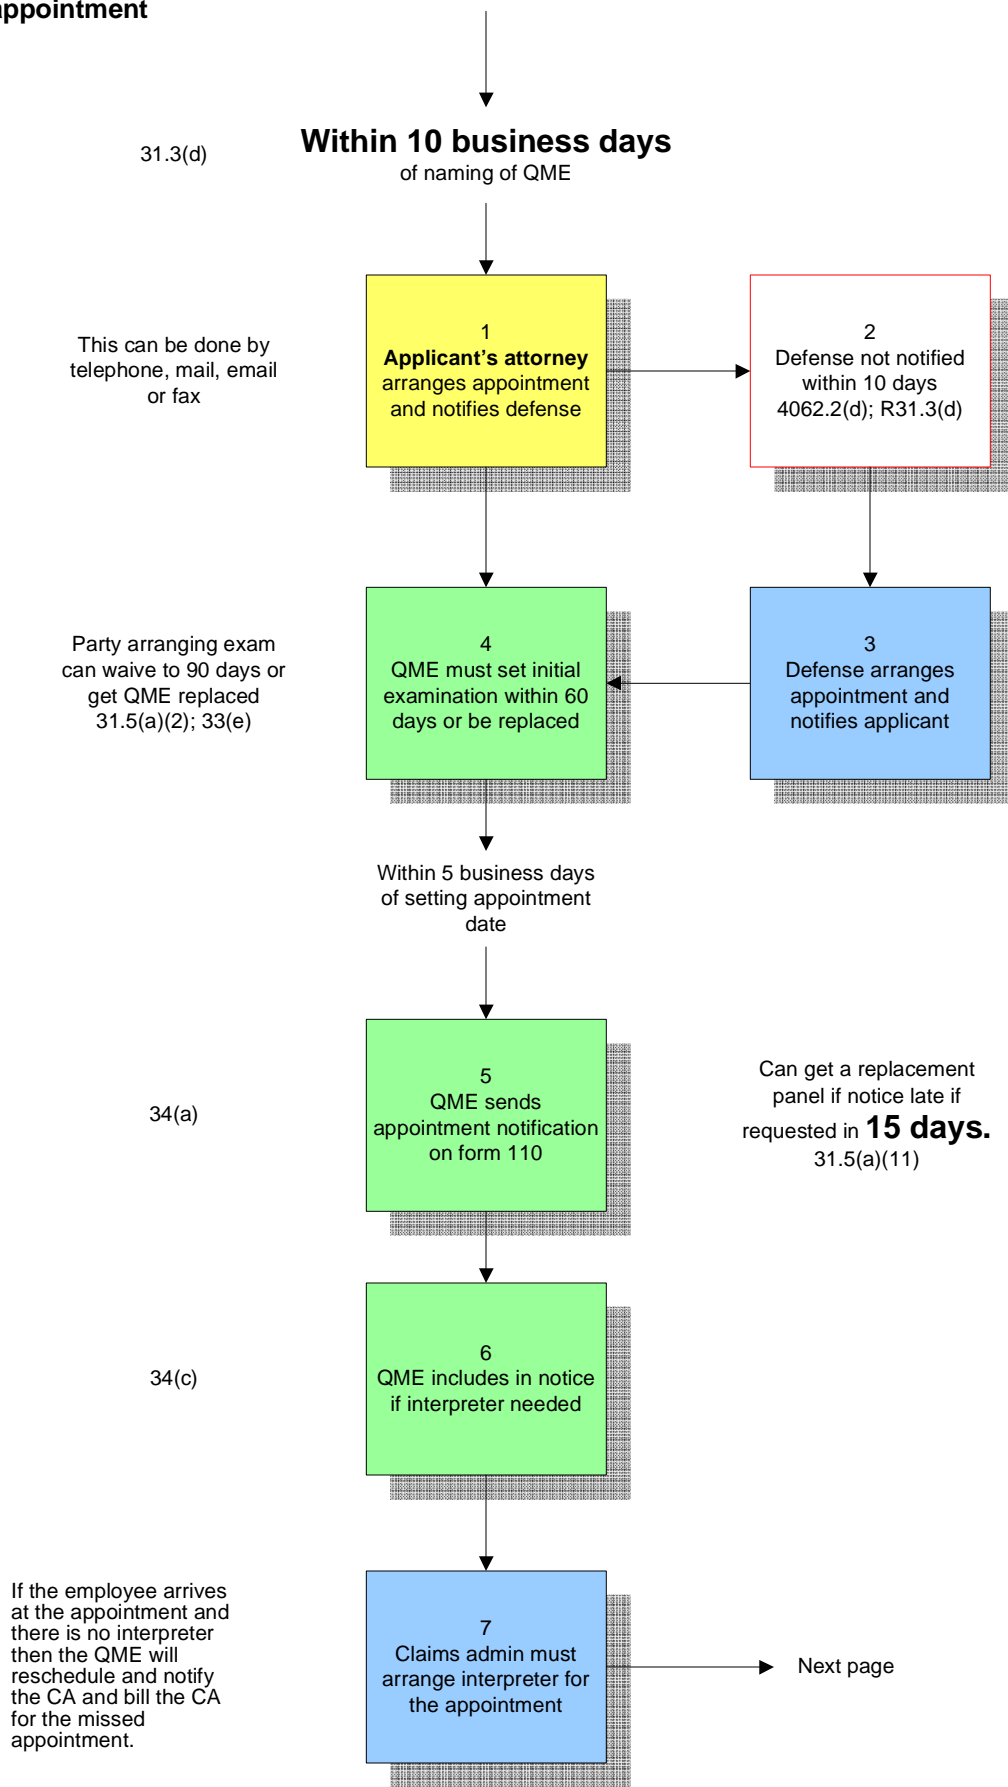 appointment
31.3(d)
Within 10 business days
of naming of QME
This can be done by
telephone, mail, email
or fax
1
Applicant's attorney
arranges appointment
and notifies defense
2
Defense not notified
within 10 days
4062.2(d); R31.3(d)
Party arranging exam
can waive to 90 days or
get QME replaced
31.5(a)(2); 33(e)
4
QME must set initial
examination within 60
days or be replaced
3
Defense arranges
appointment and
notifies applicant
Within 5 business days
of setting appointment
date
34(a)
5
QME sends
appointment notification
on form 110
Can get a replacement
panel if notice late if
requested in 15 days.
31.5(a)(11)
34(c)
6
QME includes in notice
if interpreter needed
If the employee arrives
at the appointment and
there is no interpreter
then the QME will
reschedule and notify
the CA and bill the CA
for the missed
appointment.
7
Claims admin must
arrange interpreter for
the appointment
Next page